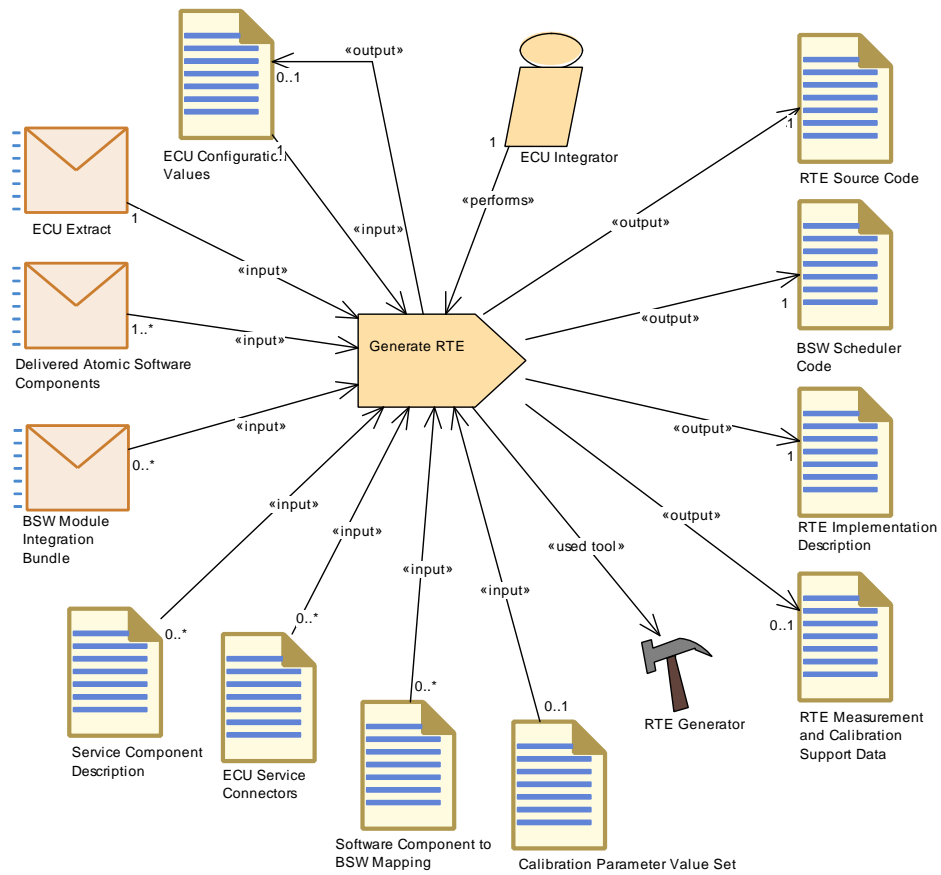 «output»
0..1
ECU Configuration
Values
1
«input»
1
ECU Integrator
«performs»
1
RTE Source Code
«output»
ECU Extract
1
«input»
BSW Scheduler
Code
1
«output»
Delivered Atomic Software
Components
1..*
«input»
Generate RTE
BSW Module
Integration
Bundle
0..*
«input»
RTE Implementation
Description
1
«output»
Service Component
Description
0..*
«input»
ECU Service
Connectors
0..*
«input»
Software Component to
BSW Mapping
0..*
«input»
Calibration Parameter Value Set
0..1
«input»
«used tool»
RTE Generator
«output»
0..1
RTE Measurement
and Calibration
Support Data